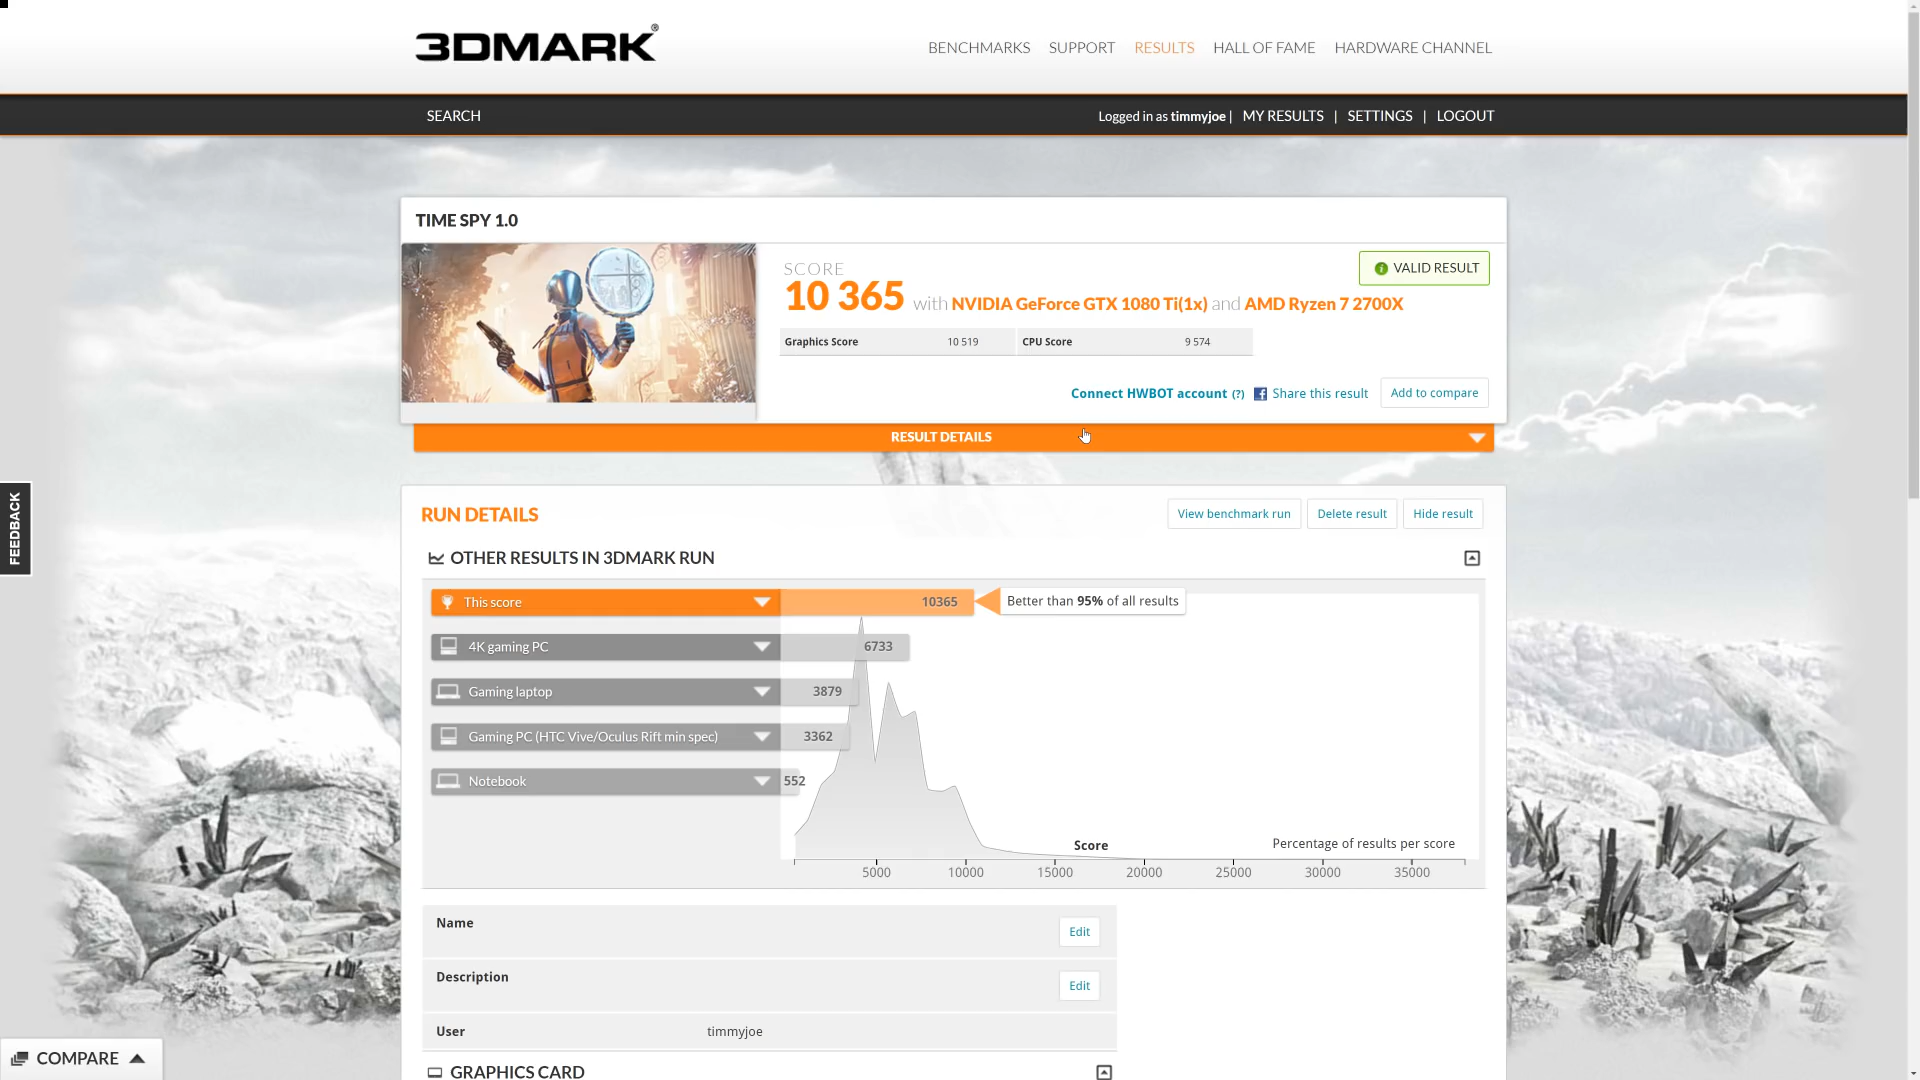 3DMARK®
BENCHMARKS SUPPORT RESULTS HALL OF FAME HARDWARE CHANNEL
SEARCH
Logged in as timmyjoe | MY RESULTS | SETTINGS | LOGOUT
TIME SPY 1.0
VALID RESULT
SCORE
10 365 with NVIDIA GeForce GTX 1080 Ti(1x) and AMD Ryzen 7 2700X
Graphics Score 10 519 CPU Score 9 574
Connect HWBOT account (?) Share this result Add to compare
RESULT DETAILS
FEEDBACK
RUN DETAILS
View benchmark run Delete result Hide result
OTHER RESULTS IN 3DMARK RUN
This score 10365 Better than 95% of all results
4K gaming PC 6733
Gaming laptop 3879
Gaming PC (HTC Vive/Oculus Rift min spec) 3362
Notebook 552
Score Percentage of results per score
5000 10000 15000 20000 25000 30000 35000
Name Edit
Description Edit
User timmyjoe
COMPARE
GRAPHICS CARD